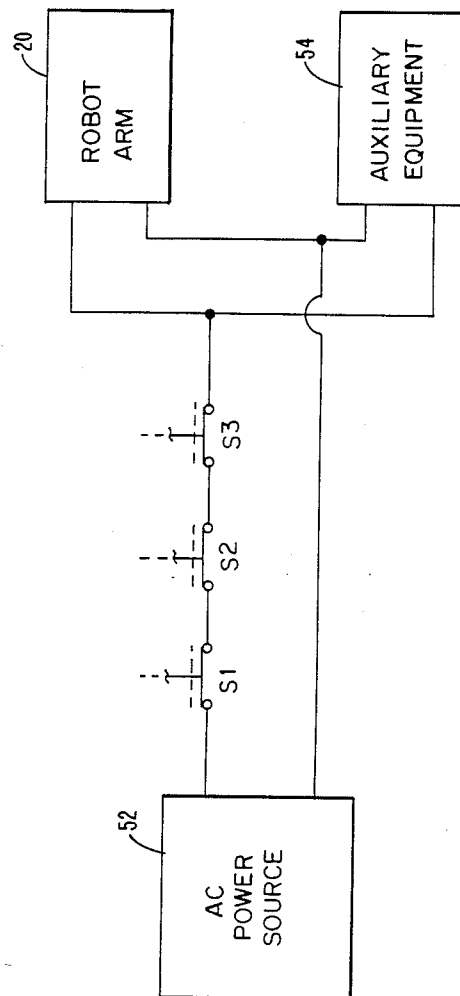 20
ROBOT
ARM
54
AUXILIARY
EQUIPMENT
S3
S2
S1
52
AC
POWER
SOURCE